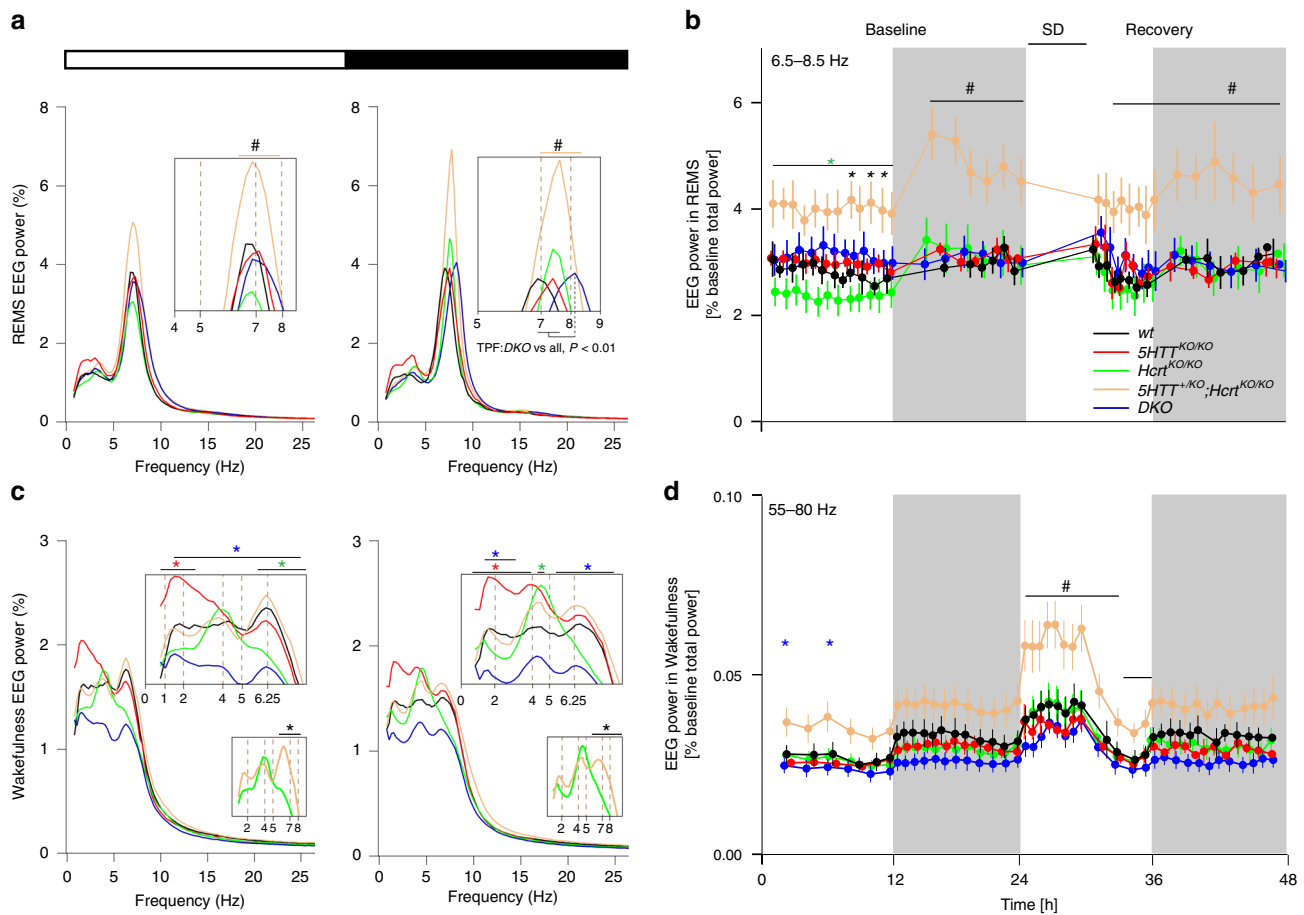 a
8
6
4
2
0
REMS EEG power (%)
#
4 5 7 8
0 5 10 15 20 25
Frequency (Hz)
8
6
4
2
0
#
5 7 8 9
TPF:DKO vs all, P < 0.01
0 5 10 15 20 25
Frequency (Hz)
b
Baseline SD Recovery
6.5–8.5 Hz
6
4
2
0
EEG power in REMS
[% baseline total power]
*
* * *
#
#
wt
5HTT^KO/KO
Hcrt^KO/KO
5HTT^+/KO;Hcrt^KO/KO
DKO
c
3
2
1
0
Wakefulness EEG power (%)
*
* *
0 1 2 4 5 6.25
*
2 4 5 7 8
0 5 10 15 20 25
Frequency (Hz)
3
2
1
0
*
* * *
0 2 4 5 6.25
*
2 4 5 7 8
0 5 10 15 20 25
Frequency (Hz)
d
0.10
0.05
0.00
55–80 Hz
EEG power in Wakefulness
[% baseline total power]
* *
#
0 12 24 36 48
Time [h]